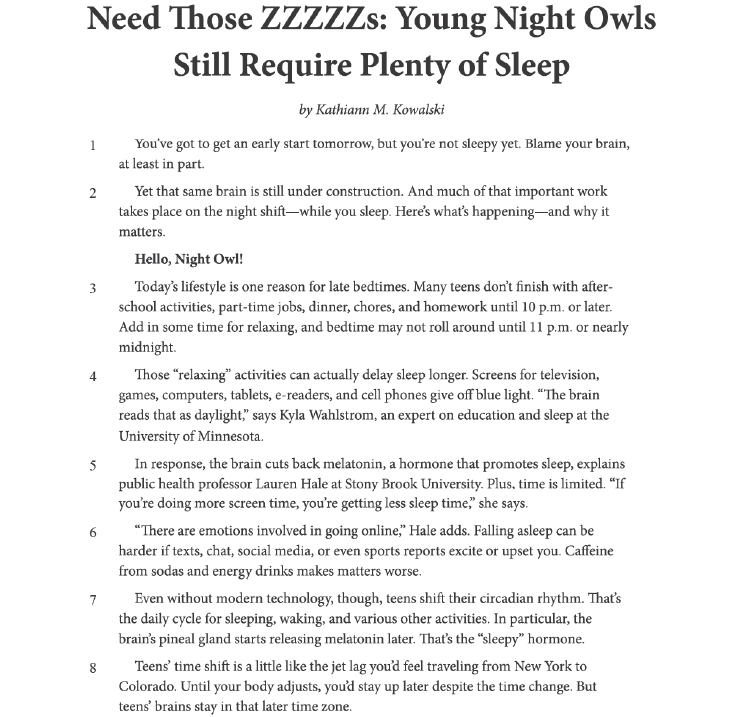 Need Those ZZZZZs: Young Night Owls
Still Require Plenty of Sleep
by Kathiann M. Kowalski
1 You've got to get an early start tomorrow, but you're not sleepy yet. Blame your brain,
at least in part.
2 Yet that same brain is still under construction. And much of that important work
takes place on the night shift—while you sleep. Here's what's happening—and why it
matters.
Hello, Night Owl!
3 Today's lifestyle is one reason for late bedtimes. Many teens don't finish with after-
school activities, part-time jobs, dinner, chores, and homework until 10 p.m. or later.
Add in some time for relaxing, and bedtime may not roll around until 11 p.m. or nearly
midnight.
4 Those “relaxing” activities can actually delay sleep longer. Screens for television,
games, computers, tablets, e-readers, and cell phones give off blue light. “The brain
reads that as daylight,” says Kyla Wahlstrom, an expert on education and sleep at the
University of Minnesota.
5 In response, the brain cuts back melatonin, a hormone that promotes sleep, explains
public health professor Lauren Hale at Stony Brook University. Plus, time is limited. “If
you're doing more screen time, you're getting less sleep time,” she says.
6 “There are emotions involved in going online,” Hale adds. Falling asleep can be
harder if texts, chat, social media, or even sports reports excite or upset you. Caffeine
from sodas and energy drinks makes matters worse.
7 Even without modern technology, though, teens shift their circadian rhythm. That's
the daily cycle for sleeping, waking, and various other activities. In particular, the
brain's pineal gland starts releasing melatonin later. That's the “sleepy” hormone.
8 Teens' time shift is a little like the jet lag you'd feel traveling from New York to
Colorado. Until your body adjusts, you'd stay up later despite the time change. But
teens' brains stay in that later time zone.